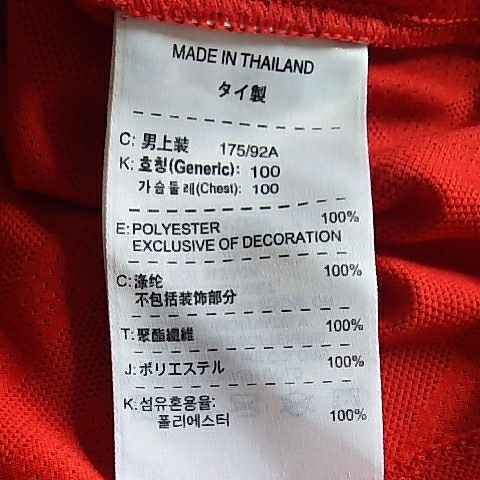 MADE IN THAILAND
タイ製
C: 男上装 175/92A
K: 호칭(Generic): 100
가슴둘레(Chest): 100
100%
E: POLYESTER
EXCLUSIVE OF DECORATION
C: 涤纶 100%
不包括装饰部分
T: 聚酯纖維 100%
J: ポリエステル 100%
K: 섬유혼용율:
폴리에스터 100%